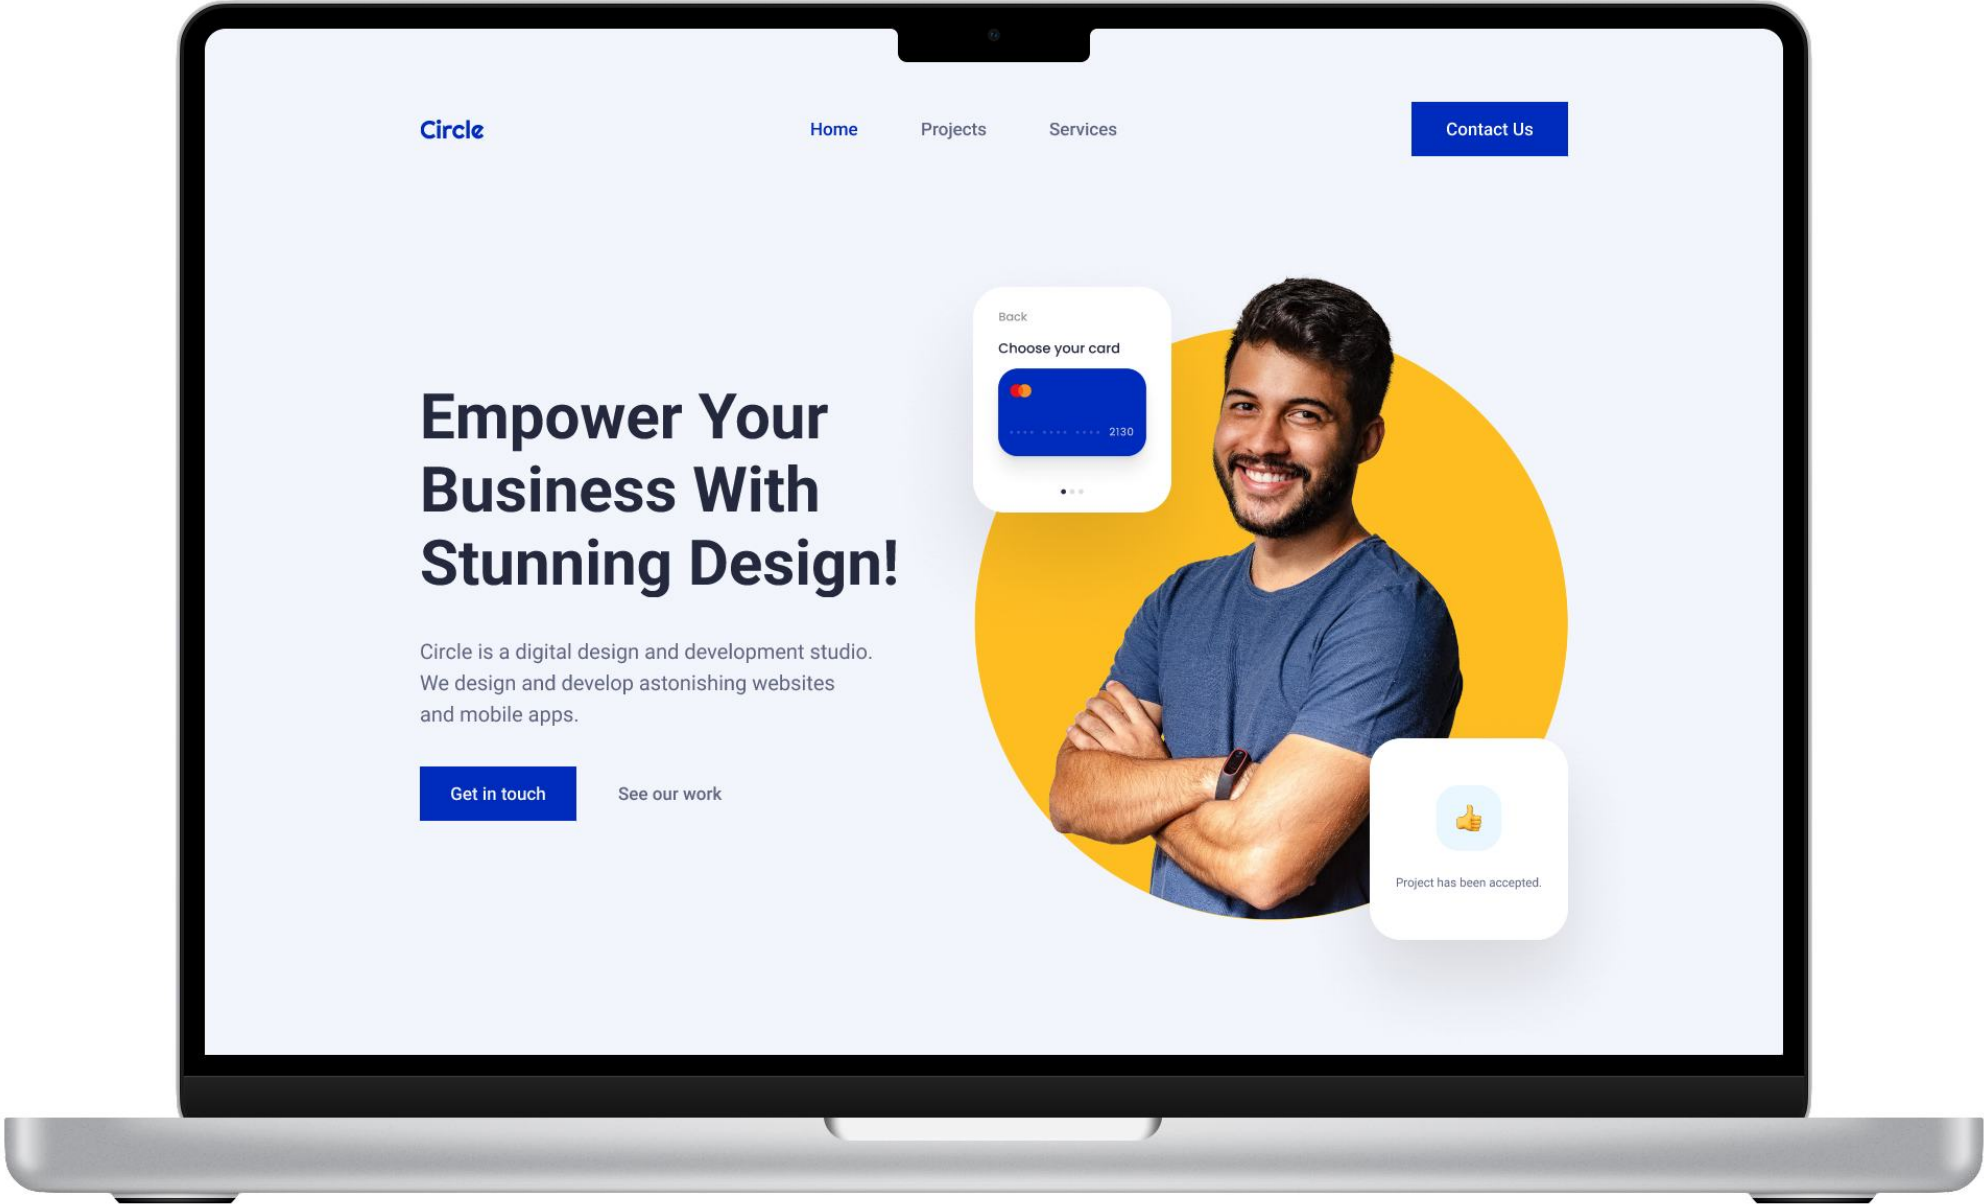 Circle
Home
Projects
Services
Contact Us
Back
Choose your card
2130
Empower Your
Business With
Stunning Design!
Circle is a digital design and development studio.
We design and develop astonishing websites
and mobile apps.
Get in touch
See our work
Project has been accepted.